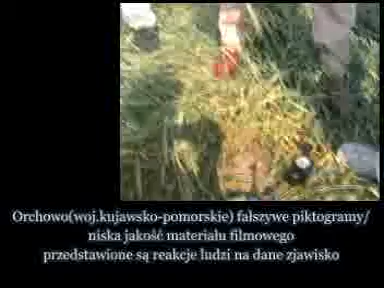 Orchowo(woj.kujawsko-pomorskie) fałszywe piktogramy/
niska jakość materiału filmowego
przedstawione są reakcje ludzi na dane zjawisko